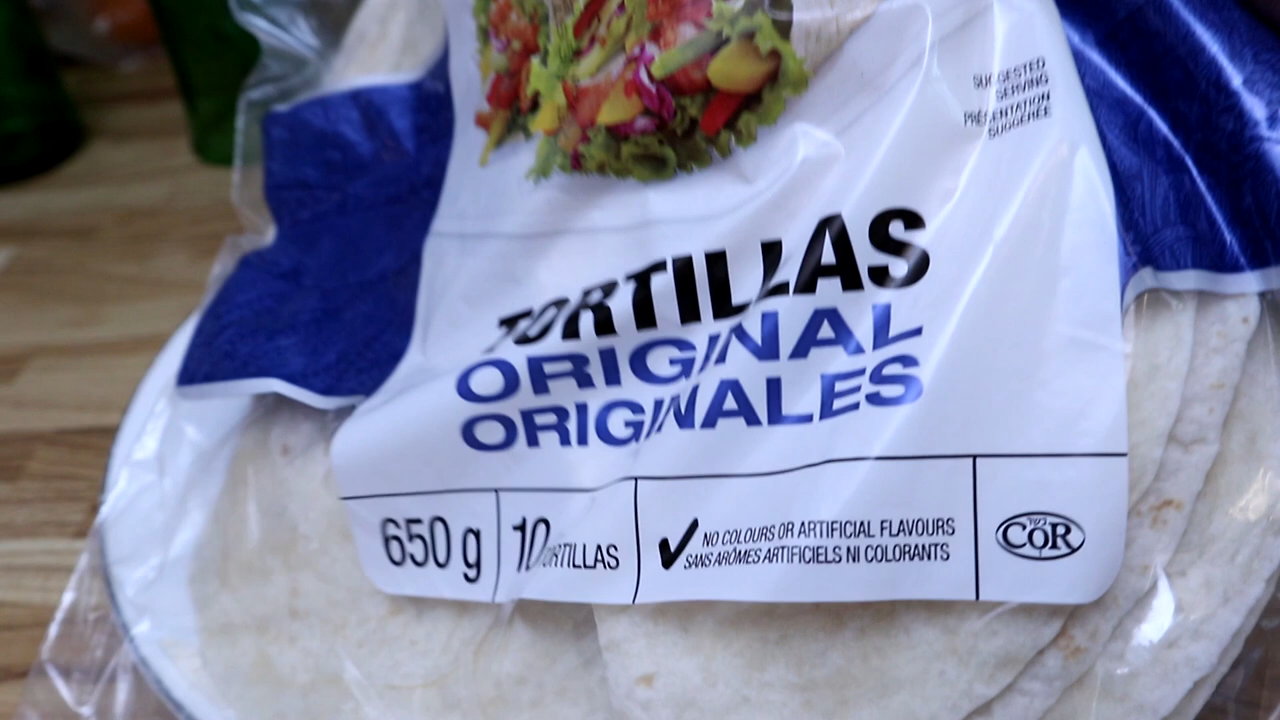 SUGGESTED
SERVING
PRÉSENTATION
SUGGÉRÉE
TORTILLAS
ORIGINAL
ORIGINALES
650 g
10 TORTILLAS
✓ NO COLOURS OR ARTIFICIAL FLAVOURS
SANS ARÔMES ARTIFICIELS NI COLORANTS
כשר
COR